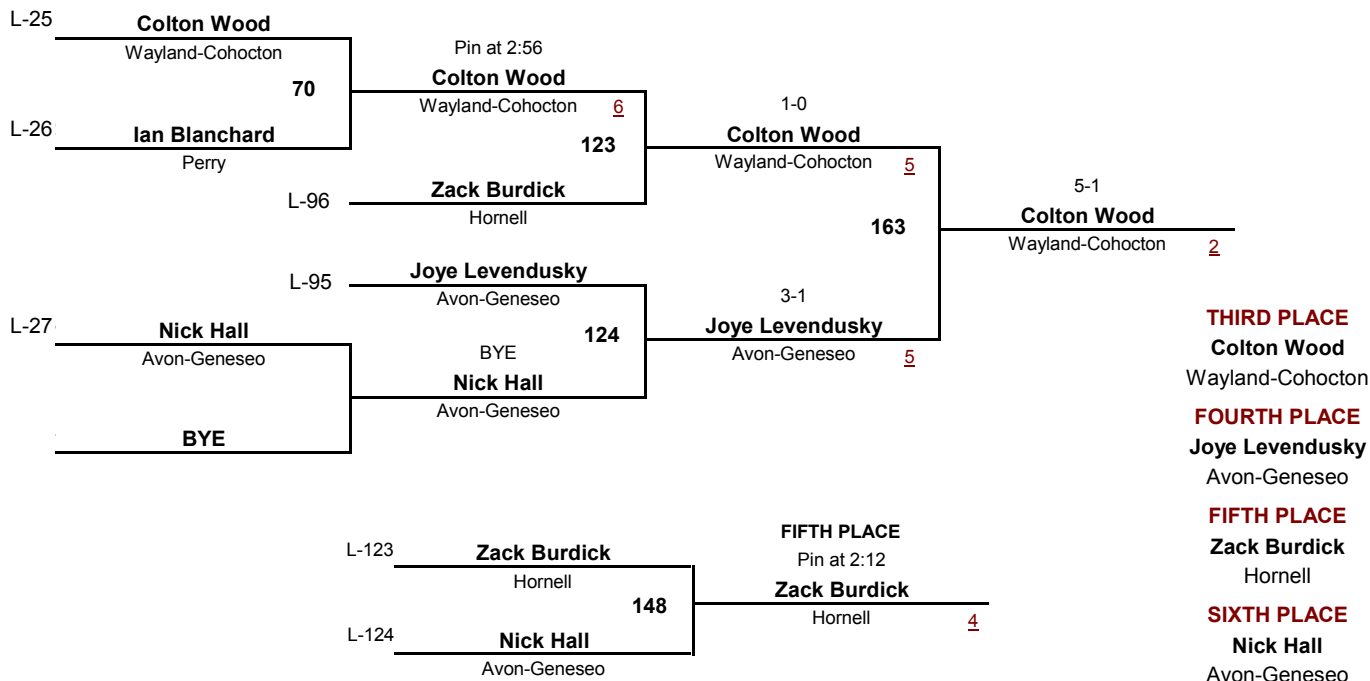 L-25
Colton Wood
Wayland-Cohocton
70
L-26
Ian Blanchard
Perry
Pin at 2:56
Colton Wood
Wayland-Cohocton 6
123
L-96
Zack Burdick
Hornell
1-0
Colton Wood
Wayland-Cohocton 5
163
5-1
Colton Wood
Wayland-Cohocton 2
L-95
Joye Levendusky
Avon-Geneseo
124
L-27
Nick Hall
Avon-Geneseo
BYE
BYE
Nick Hall
Avon-Geneseo
3-1
Joye Levendusky
Avon-Geneseo 5
THIRD PLACE
Colton Wood
Wayland-Cohocton
FOURTH PLACE
Joye Levendusky
Avon-Geneseo
FIFTH PLACE
Zack Burdick
Hornell
SIXTH PLACE
Nick Hall
Avon-Geneseo
L-123
Zack Burdick
Hornell
148
L-124
Nick Hall
Avon-Geneseo
FIFTH PLACE
Pin at 2:12
Zack Burdick
Hornell 4